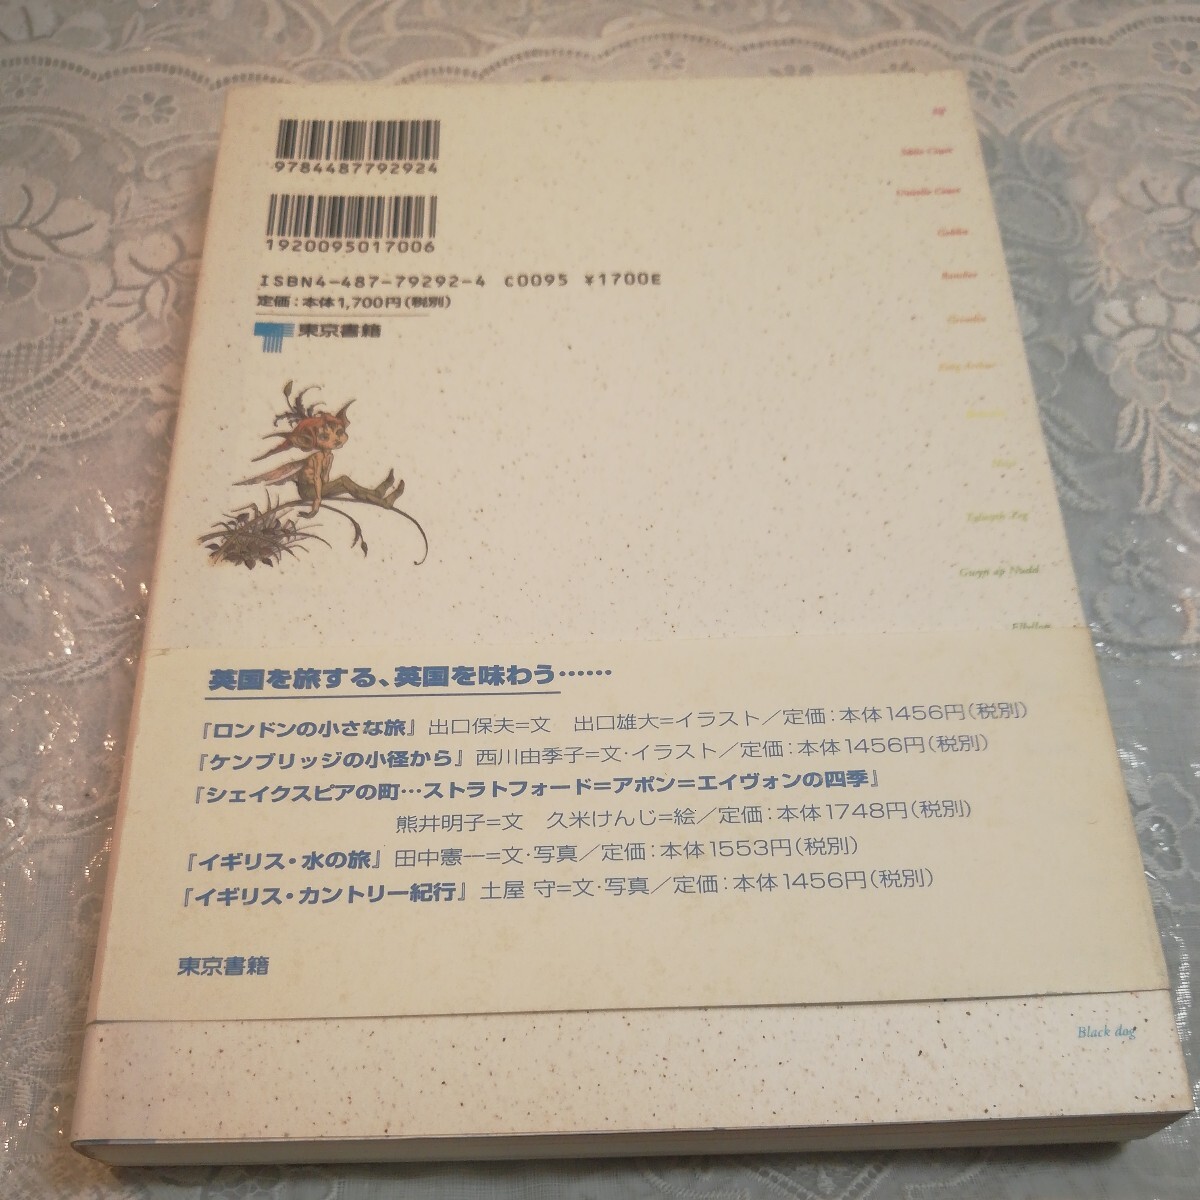 9784487792924
1920095017006
ISBN4-487-79292-4 C0095 ¥1700E
定価：本体1,700円(税別)
東京書籍
Elf
Goblin
Gwyn ap Nudd
英国を旅する、英国を味わう……
『ロンドンの小さな旅』出口保夫=文 出口雄大=イラスト／定価：本体1456円(税別)
『ケンブリッジの小径から』西川由季子=文・イラスト／定価：本体1456円(税別)
『シェイクスピアの町…ストラトフォード=アポン=エイヴォンの四季』
熊井明子=文 久米けんじ=絵／定価：本体1748円(税別)
『イギリス・水の旅』田中憲一=文・写真／定価：本体1553円(税別)
『イギリス・カントリー紀行』土屋 守=文・写真／定価：本体1456円(税別)
東京書籍
Black dog